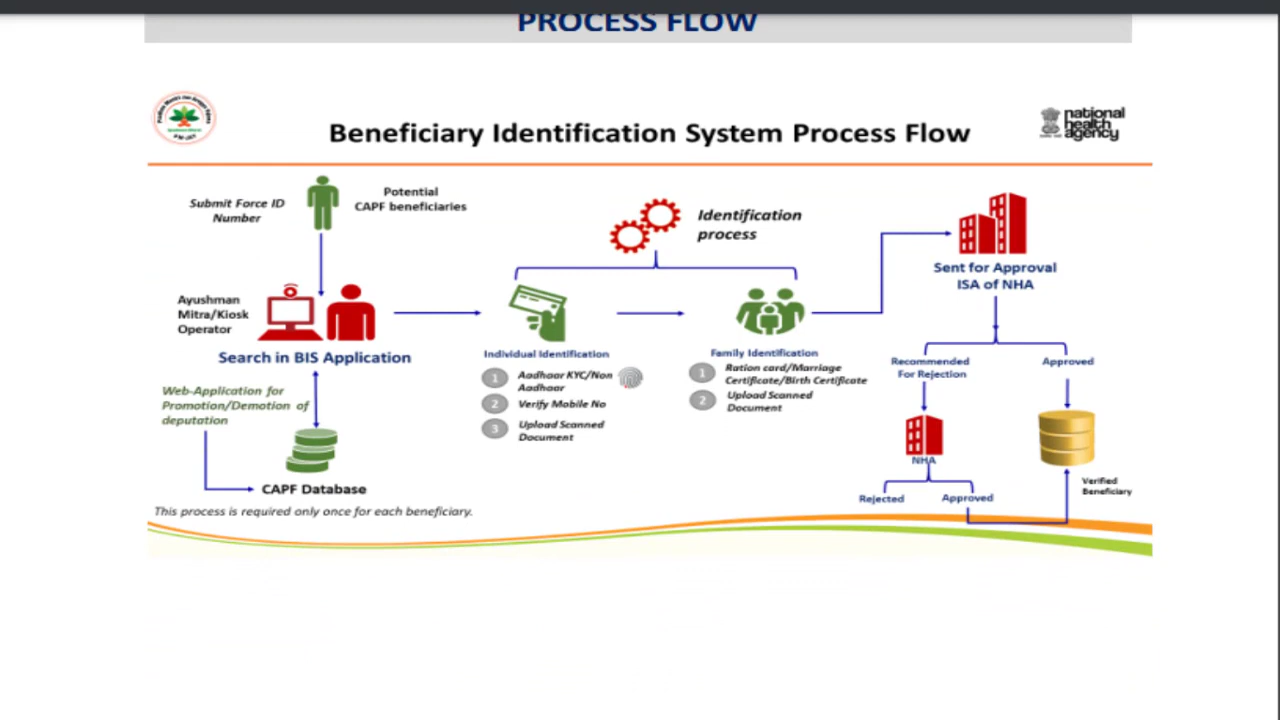 PROCESS FLOW
Beneficiary Identification System Process Flow
national
health
agency
Submit Force ID
Number
Potential
CAPF beneficiaries
Identification
process
Sent for Approval
ISA of NHA
Ayushman
Mitra/Kiosk
Operator
Search in BIS Application
Individual Identification
1 Aadhaar KYC/Non
Aadhaar
2 Verify Mobile No
3 Upload Scanned
Document
Family Identification
1 Ration card/Marriage
Certificate/Birth Certificate
2 Upload Scanned
Document
Recommended
For Rejection
Approved
Web-Application for
Promotion/Demotion of
deputation
CAPF Database
NHA
Rejected
Approved
Verified
Beneficiary
This process is required only once for each beneficiary.